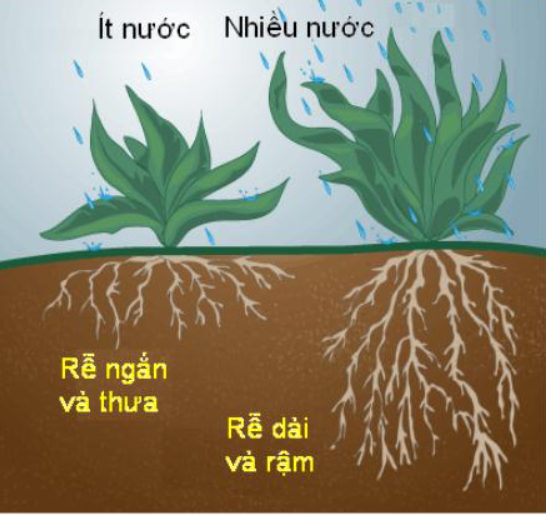 Ít nước
Nhiều nước
Rễ ngắn
và thưa
Rễ dài
và rậm